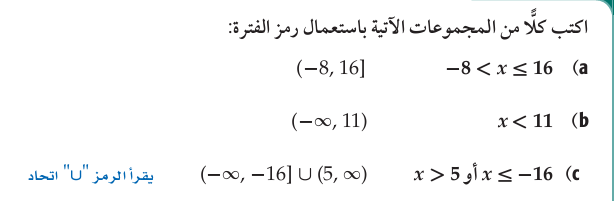 اكتب كلًّا من المجموعات الآتية باستعمال رمز الفترة:
(a −8 < x ≤ 16 (−8, 16]
(b x < 11 (−∞, 11)
(c x ≤ −16 أو x > 5 (−∞, −16] ∪ (5, ∞) يقرأ الرمز "∪" اتحاد